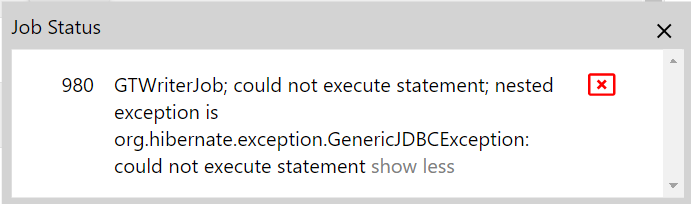 Job Status
980 GTWriterJob; could not execute statement; nested
exception is
org.hibernate.exception.GenericJDBCException:
could not execute statement show less